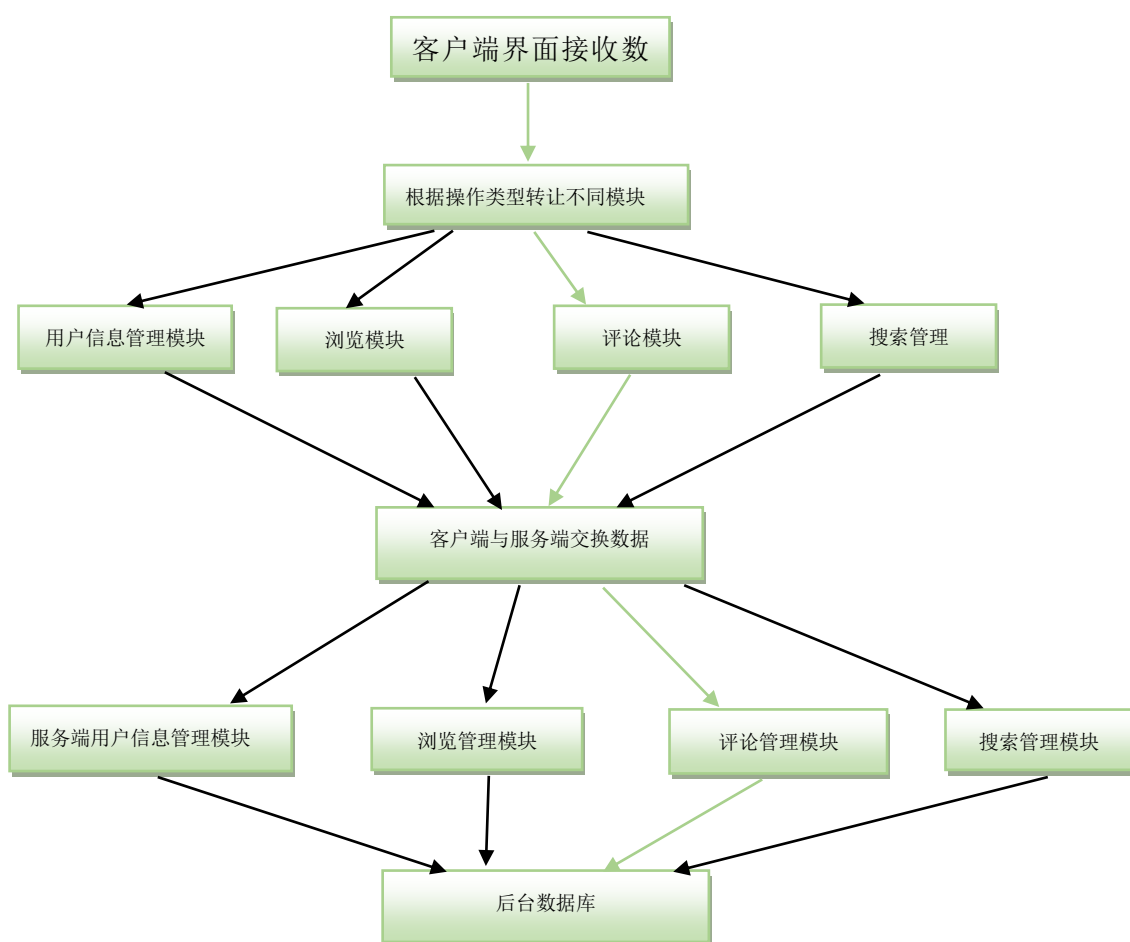 客户端界面接收数
根据操作类型转让不同模块
用户信息管理模块
浏览模块
评论模块
搜索管理
客户端与服务端交换数据
服务端用户信息管理模块
浏览管理模块
评论管理模块
搜索管理模块
后台数据库